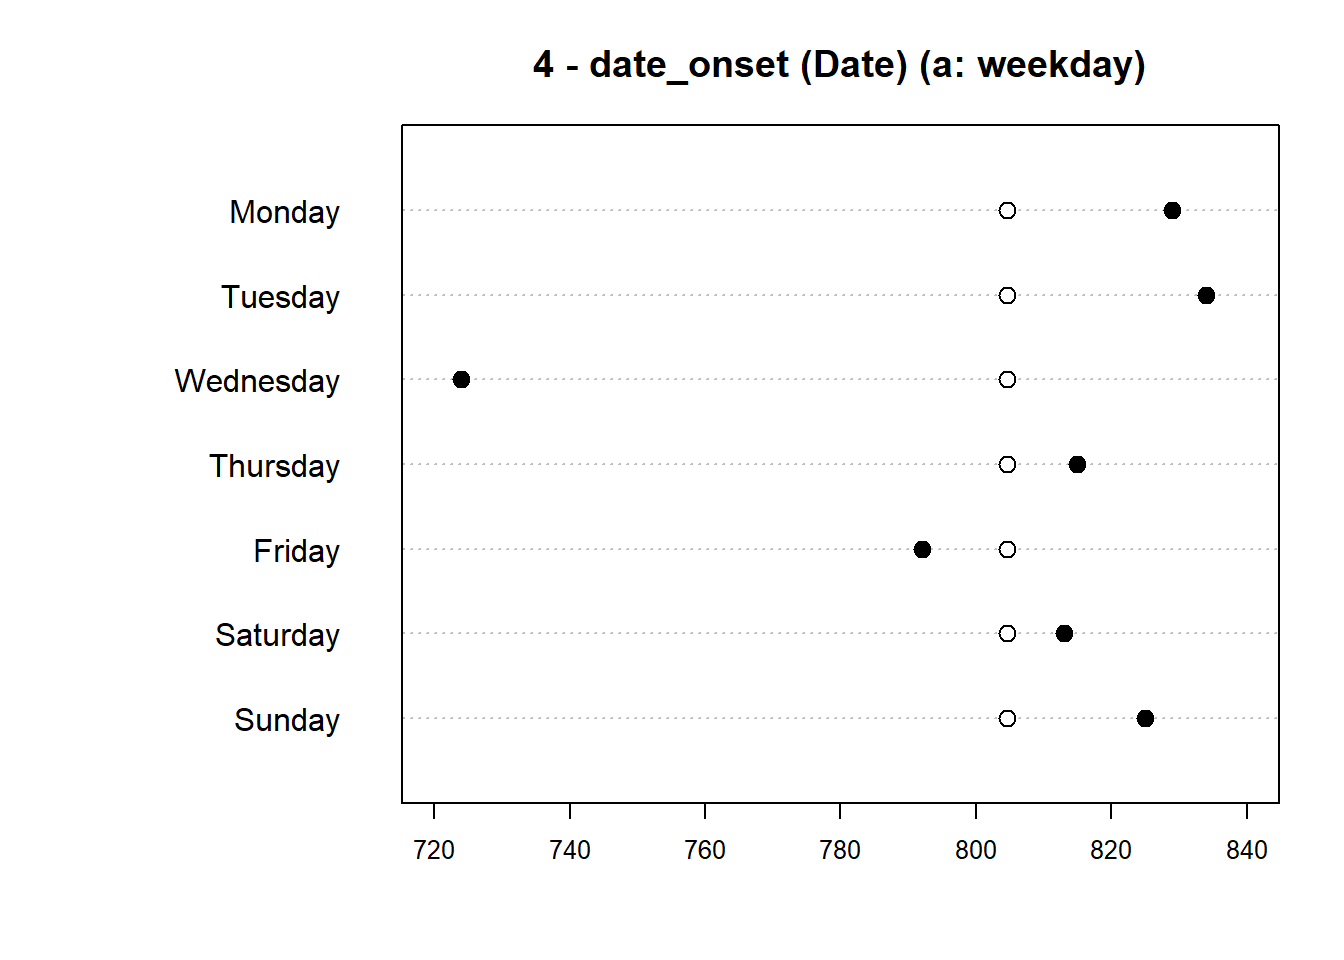 4 - date_onset (Date) (a: weekday)
Monday
Tuesday
Wednesday
Thursday
Friday
Saturday
Sunday
720 740 760 780 800 820 840